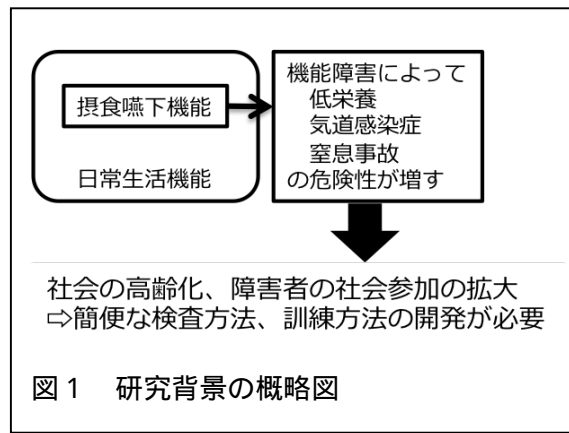 摂食嚥下機能
日常生活機能
機能障害によって
低栄養
気道感染症
窒息事故
の危険性が増す
社会の高齢化、障害者の社会参加の拡大
⇨簡便な検査方法、訓練方法の開発が必要
図1 研究背景の概略図